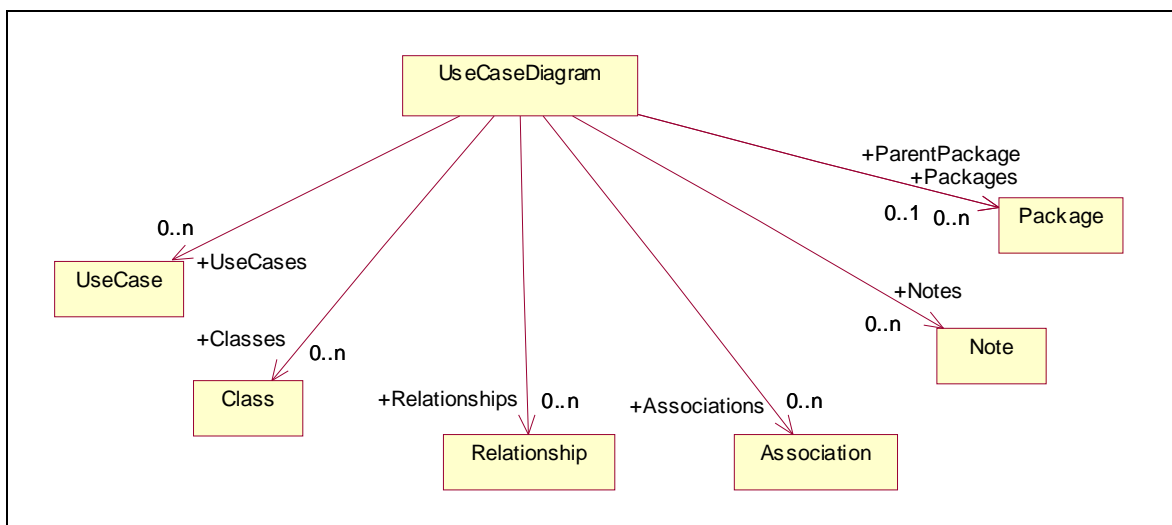 UseCaseDiagram
+ParentPackage
+Packages
0..1
0..n
Package
0..n
+UseCases
UseCase
+Notes
0..n
Note
+Classes
0..n
Class
+Relationships
0..n
Relationship
+Associations
0..n
Association